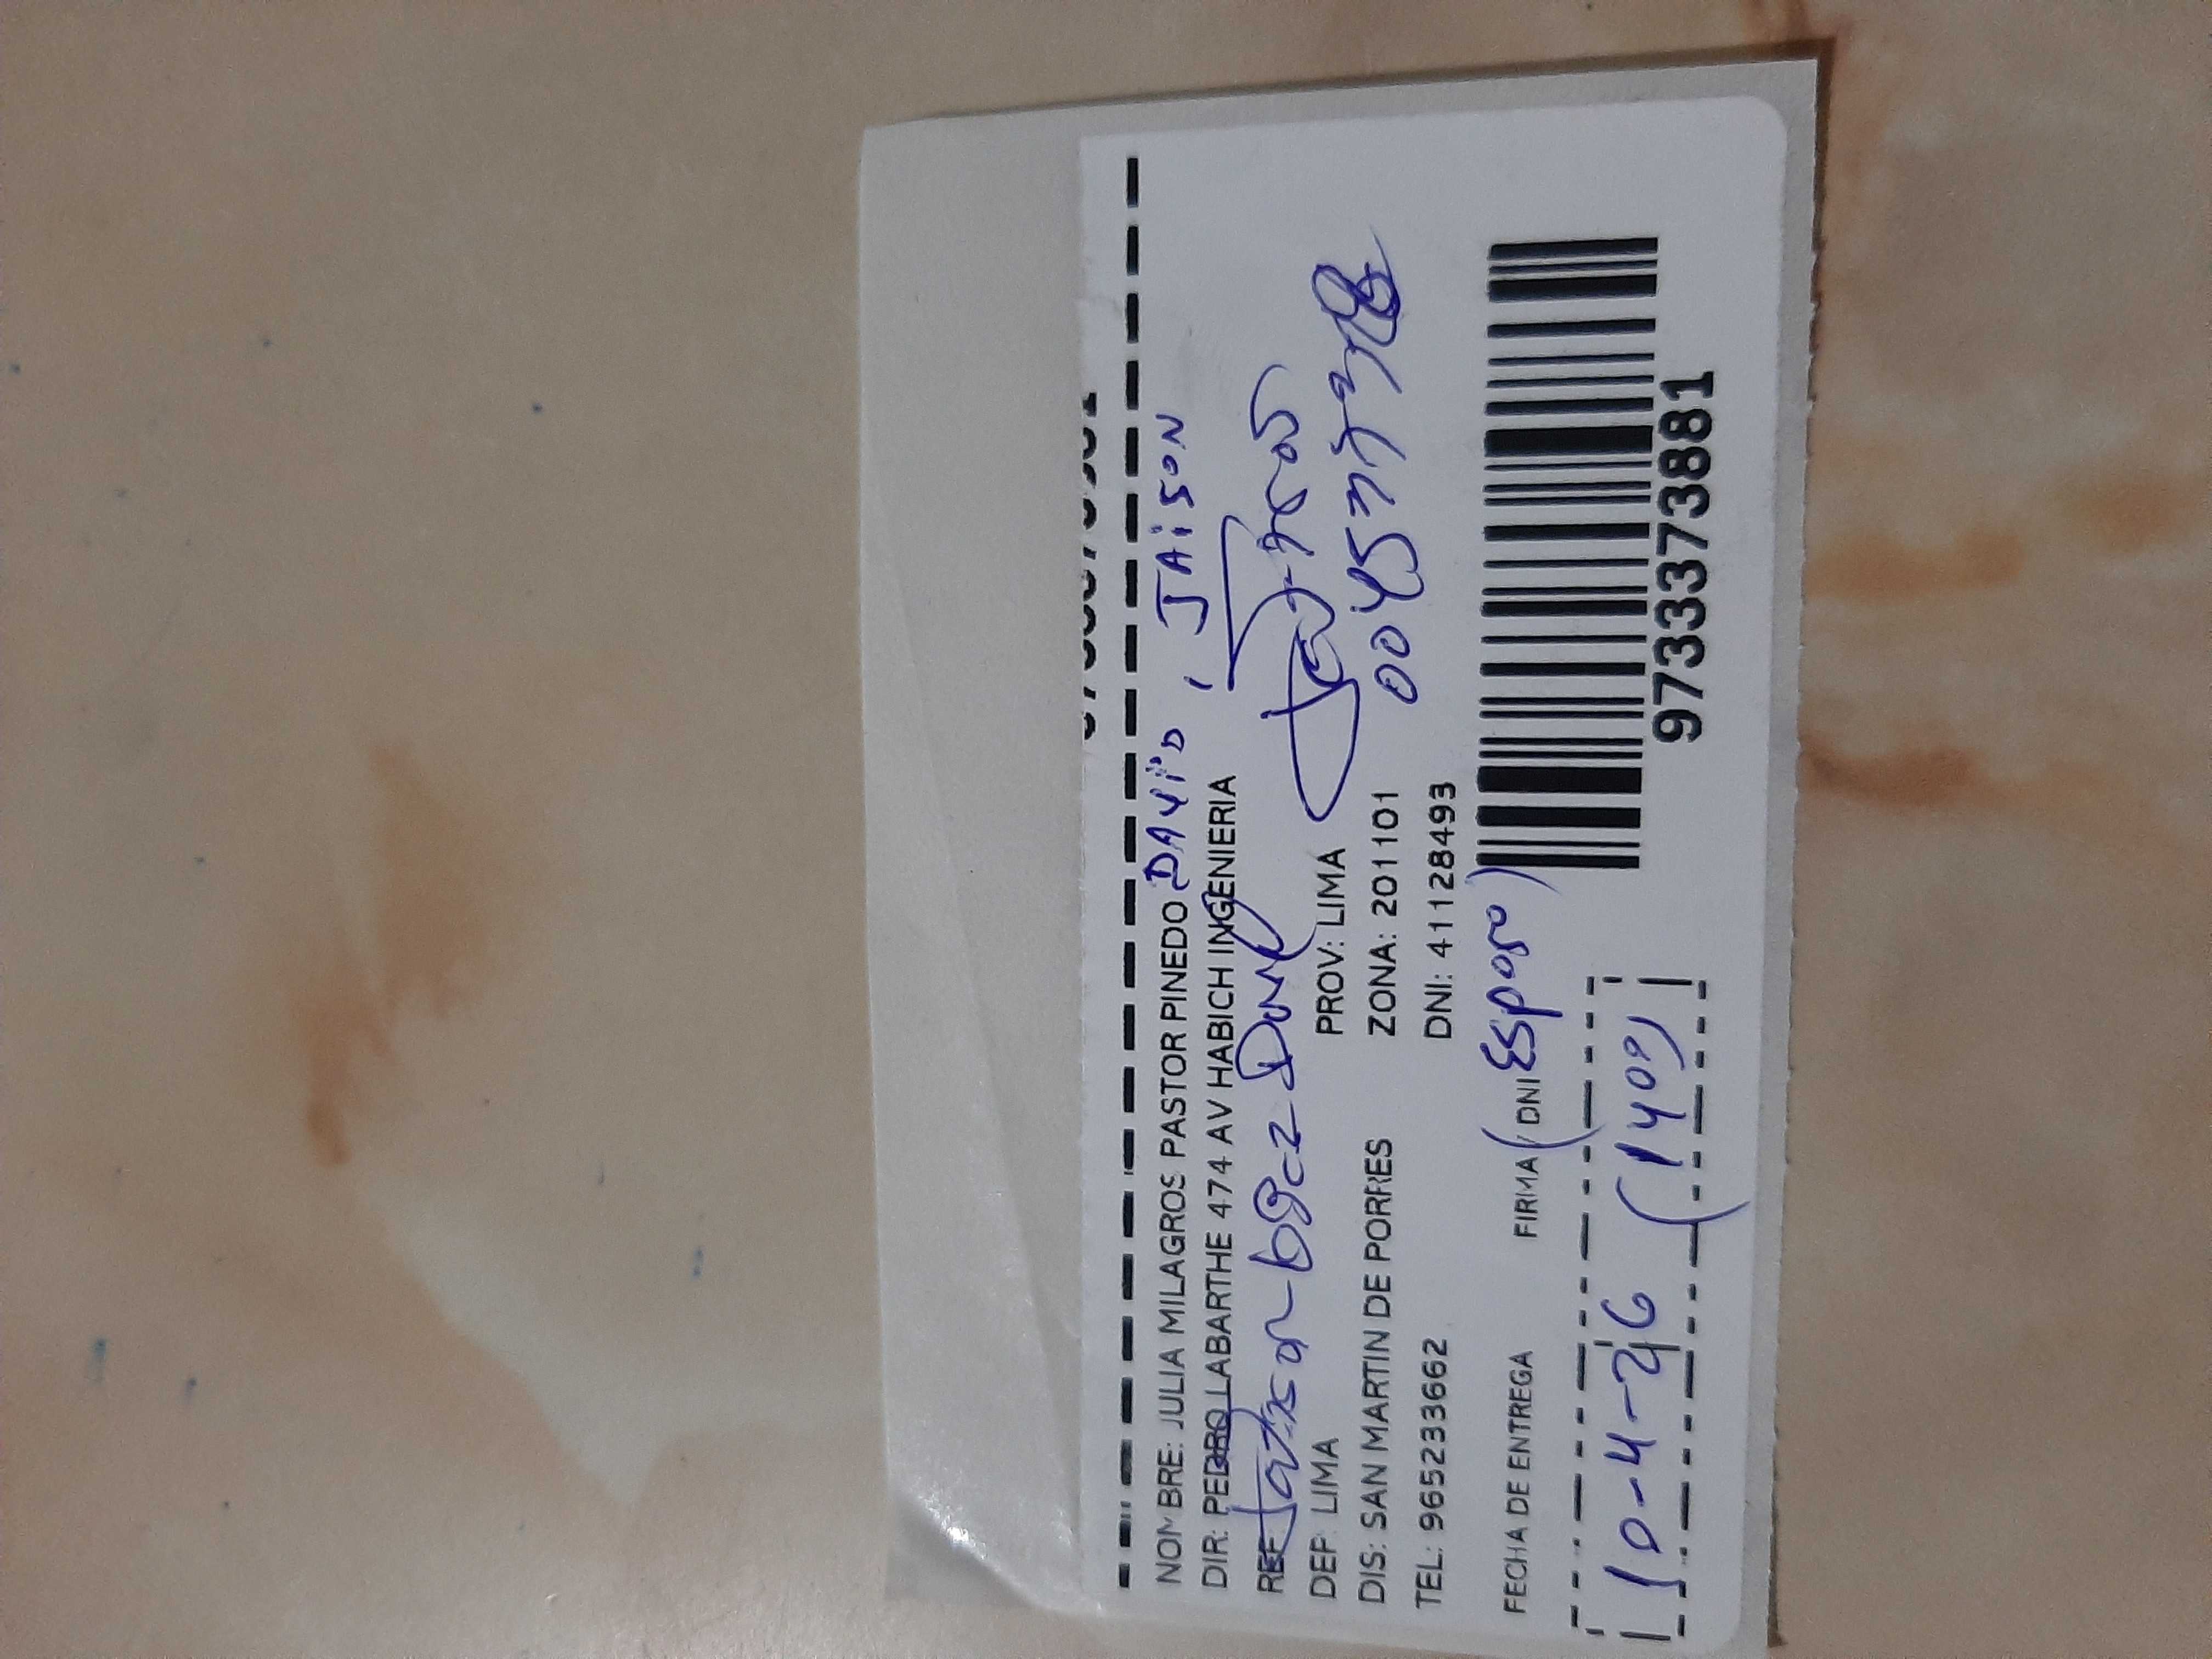 NOMBRE: JULIA MILAGROS PASTOR PINEDO DAViD, JAiSON
DIR: PEDRO LABARTHE 474 AV HABICH INGENIERIA
REF
DEP: LIMA PROV: LIMA
DIS: SAN MARTIN DE PORRES ZONA: 201101
TEL: 965233662 DNI: 41128493
FECHA DE ENTREGA FIRMA / DNI (Esposo)
10-4-26
9733373881